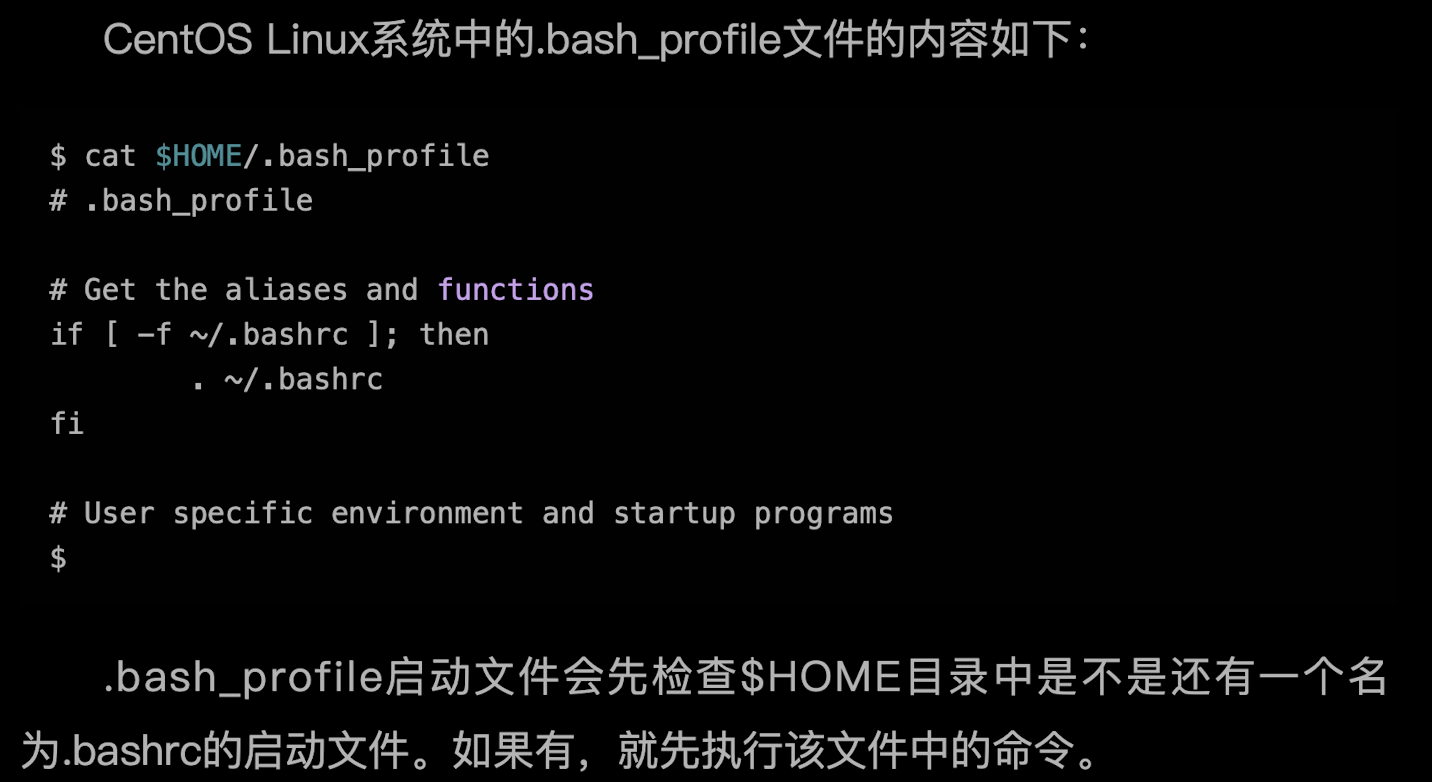 CentOS Linux系统中的.bash_profile文件的内容如下：
$ cat $HOME/.bash_profile
# .bash_profile
# Get the aliases and functions
if [ -f ~/.bashrc ]; then
        . ~/.bashrc
fi
# User specific environment and startup programs
$
.bash_profile启动文件会先检查$HOME目录中是不是还有一个名
为.bashrc的启动文件。如果有，就先执行该文件中的命令。